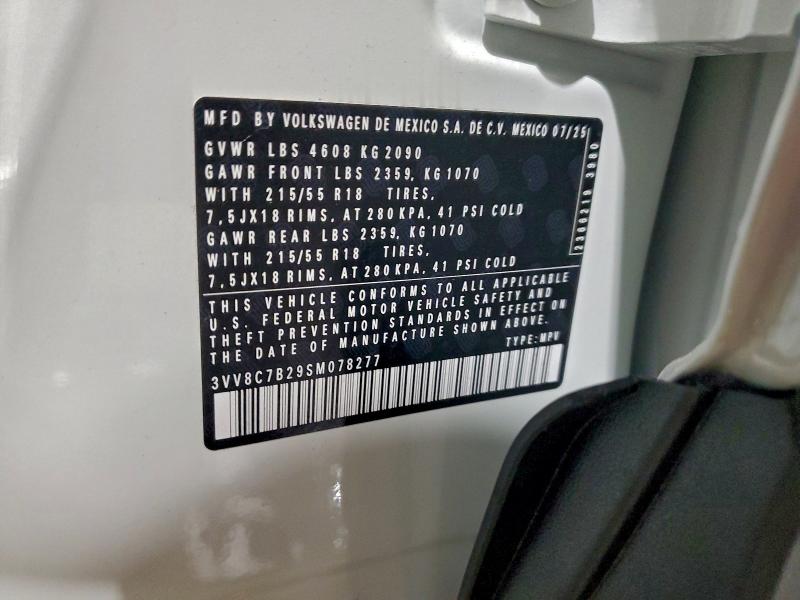 MFD BY VOLKSWAGEN DE MEXICO S.A. DE C.V. MEXICO 07/25
GVWR LBS 4608 KG 2090
GAWR FRONT LBS 2359, KG 1070
WITH 215/55 R18 TIRES,
7,5JX18 RIMS, AT 280 KPA, 41 PSI COLD
GAWR REAR LBS 2359, KG 1070
WITH 215/55 R18 TIRES,
7,5JX18 RIMS, AT 280 KPA, 41 PSI COLD
2366219 3980
THIS VEHICLE CONFORMS TO ALL APPLICABLE
U.S. FEDERAL MOTOR VEHICLE SAFETY AND
THEFT PREVENTION STANDARDS IN EFFECT ON
THE DATE OF MANUFACTURE SHOWN ABOVE.
TYPE: MPV
3VV8C7B29SM078277